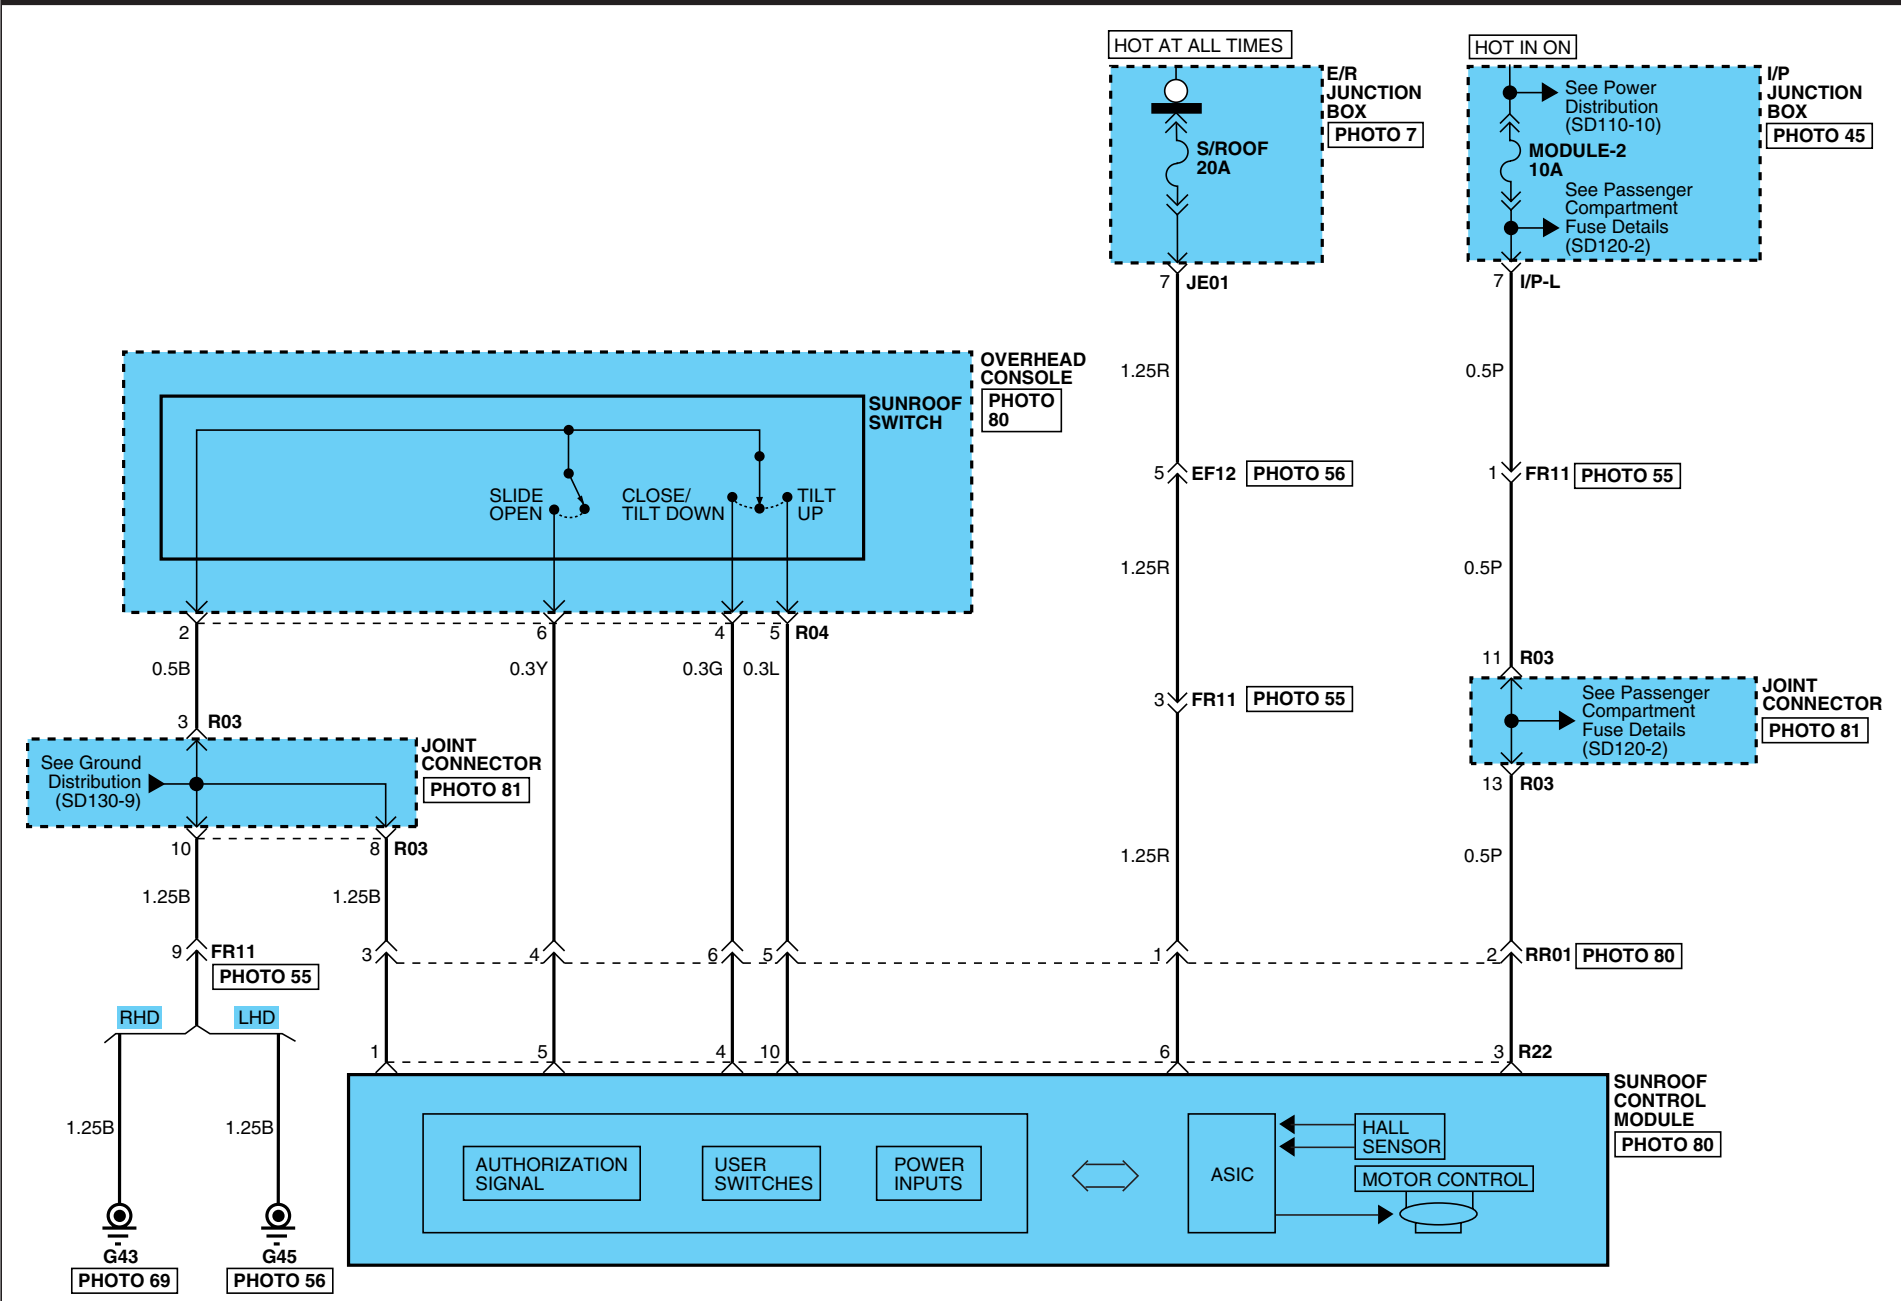 HOT AT ALL TIMES
HOT IN ON
E/R
JUNCTION
BOX
PHOTO 7
S/ROOF
20A
I/P
JUNCTION
BOX
PHOTO 45
See Power
Distribution
(SD110-10)
MODULE-2
10A
See Passenger
Compartment
Fuse Details
(SD120-2)
7 JE01
7 I/P-L
1.25R
0.5P
OVERHEAD
CONSOLE
PHOTO
80
SUNROOF
SWITCH
SLIDE
OPEN
CLOSE/
TILT DOWN
TILT
UP
5 EF12 PHOTO 56
1 FR11 PHOTO 55
1.25R
0.5P
2 6 4 5 R04
0.5B 0.3Y 0.3G 0.3L
11 R03
3 R03
3 FR11 PHOTO 55
See Passenger
Compartment
Fuse Details
(SD120-2)
JOINT
CONNECTOR
PHOTO 81
See Ground
Distribution
(SD130-9)
JOINT
CONNECTOR
PHOTO 81
13 R03
10 8 R03
1.25R
0.5P
1.25B 1.25B
9 FR11
PHOTO 55
3 4 6 5 1 2 RR01 PHOTO 80
RHD LHD
1 5 4 10 6 3 R22
SUNROOF
CONTROL
MODULE
PHOTO 80
1.25B 1.25B
AUTHORIZATION
SIGNAL
USER
SWITCHES
POWER
INPUTS
ASIC
HALL
SENSOR
MOTOR CONTROL
G43
PHOTO 69
G45
PHOTO 56